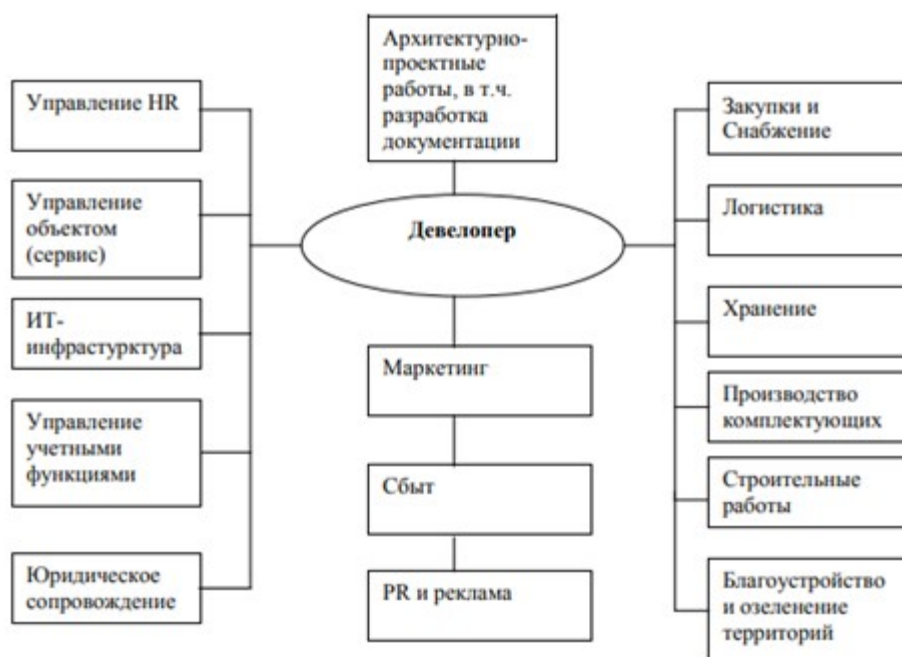 Архитектурно-
проектные
работы, в т.ч.
разработка
документации
Управление HR
Управление
объектом
(сервис)
ИТ-
инфрастурктура
Управление
учетными
функциями
Юридическое
сопровождение
Девелопер
Маркетинг
Сбыт
PR и реклама
Закупки и
Снабжение
Логистика
Хранение
Производство
комплектующих
Строительные
работы
Благоустройство
и озеленение
территорий